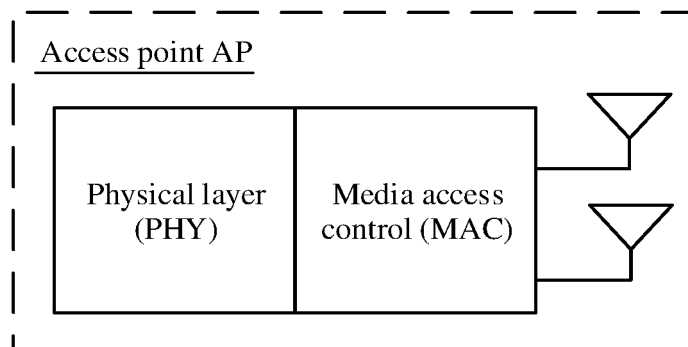 Access point AP
Physical layer
(PHY)
Media access
control (MAC)